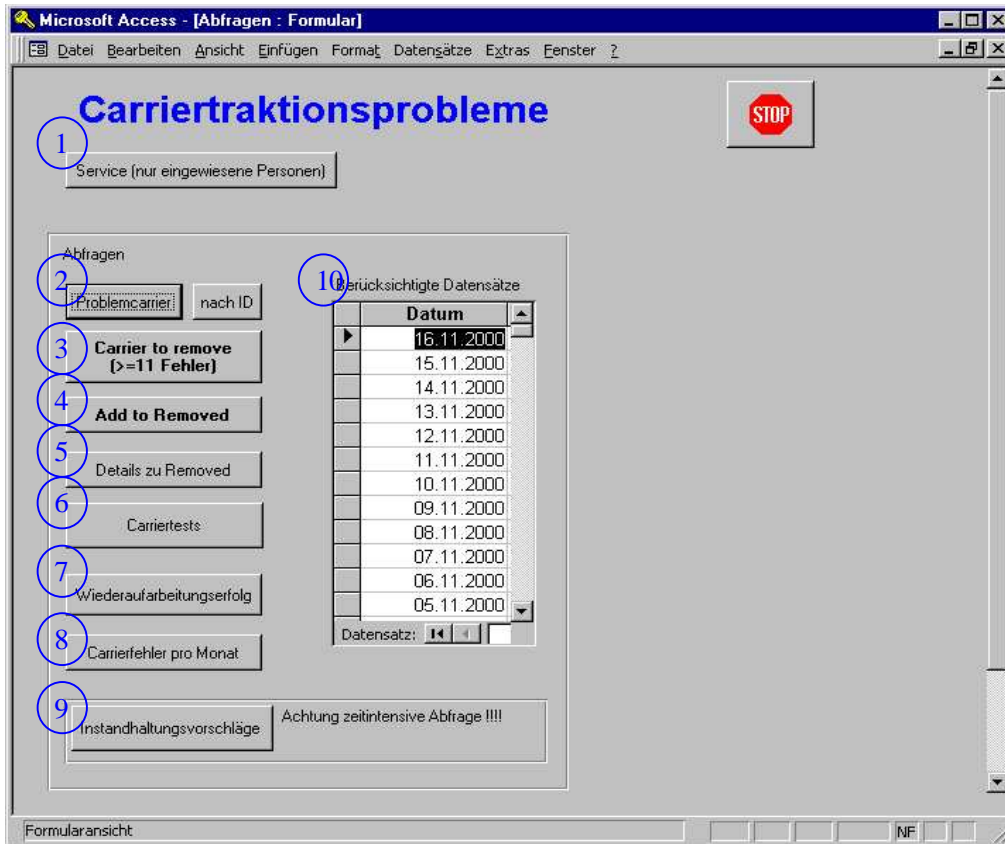 Microsoft Access - [Abfragen : Formular]
Datei Bearbeiten Ansicht Einfügen Format Datensätze Extras Fenster ?
Carriertraktionsprobleme
STOP
1
Service (nur eingewiesene Personen)
Abfragen
2
Problemcarrier
nach ID
3
Carrier to remove
(>=11 Fehler)
4
Add to Removed
5
Details zu Removed
6
Carriertests
7
Wiederaufarbeitungserfolg
8
Carrierfehler pro Monat
9
Instandhaltungsvorschläge
Achtung zeitintensive Abfrage !!!!
10
Berücksichtigte Datensätze
Datum
16.11.2000
15.11.2000
14.11.2000
13.11.2000
12.11.2000
11.11.2000
10.11.2000
09.11.2000
08.11.2000
07.11.2000
06.11.2000
05.11.2000
Datensatz:
Formularansicht
NF